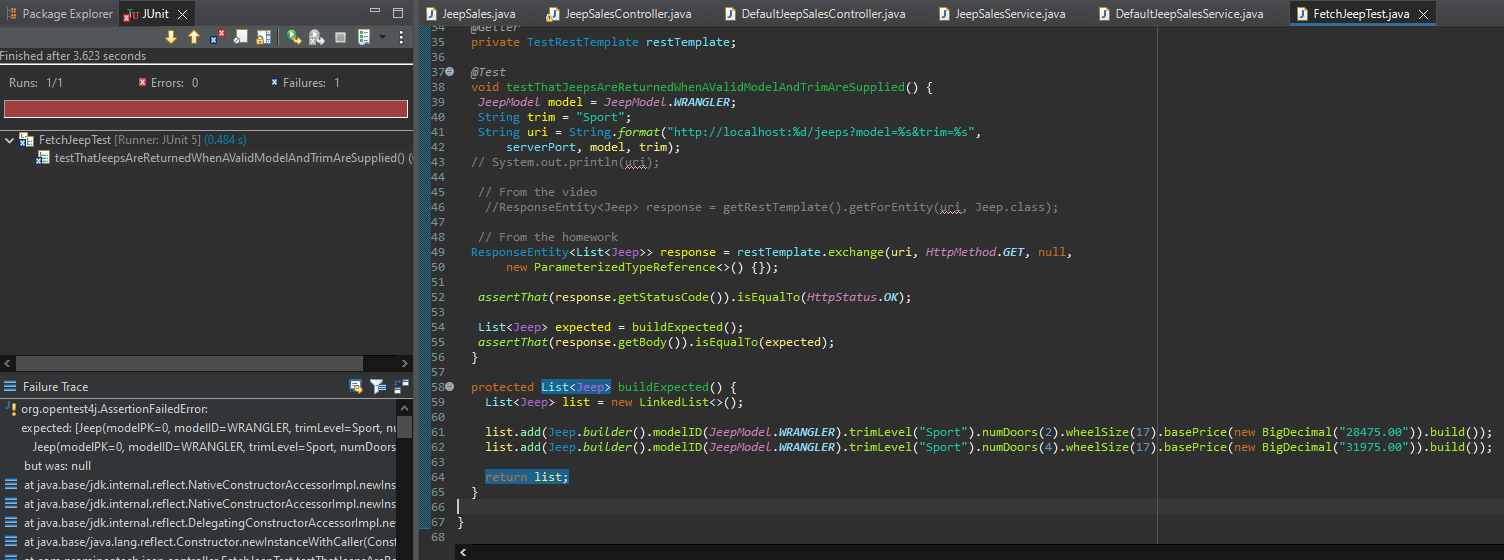 Package Explorer JUnit
Finished after 3.623 seconds
Runs: 1/1 Errors: 0 Failures: 1
FetchJeepTest [Runner: JUnit 5] (0.484 s)
testThatJeepsAreReturnedWhenAValidModelAndTrimAreSupplied() (0
Failure Trace
org.opentest4j.AssertionFailedError:
expected: [Jeep(modelPK=0, modelID=WRANGLER, trimLevel=Sport, nu
Jeep(modelPK=0, modelID=WRANGLER, trimLevel=Sport, numDoors
but was: null
at java.base/jdk.internal.reflect.NativeConstructorAccessorImpl.newIns
at java.base/jdk.internal.reflect.NativeConstructorAccessorImpl.newIns
at java.base/jdk.internal.reflect.DelegatingConstructorAccessorImpl.ne
at java.base/java.lang.reflect.Constructor.newInstanceWithCaller(Const
JeepSales.java JeepSalesController.java DefaultJeepSalesController.java JeepSalesService.java DefaultJeepSalesService.java FetchJeepTest.java
34 @Getter
35 private TestRestTemplate restTemplate;
36
37 @Test
38 void testThatJeepsAreReturnedWhenAValidModelAndTrimAreSupplied() {
39 JeepModel model = JeepModel.WRANGLER;
40 String trim = "Sport";
41 String uri = String.format("http://localhost:%d/jeeps?model=%s&trim=%s",
42 serverPort, model, trim);
43 // System.out.println(uri);
44
45 // From the video
46 //ResponseEntity<Jeep> response = getRestTemplate().getForEntity(uri, Jeep.class);
47
48 // From the homework
49 ResponseEntity<List<Jeep>> response = restTemplate.exchange(uri, HttpMethod.GET, null,
50 new ParameterizedTypeReference<>() {});
51
52 assertThat(response.getStatusCode()).isEqualTo(HttpStatus.OK);
53
54 List<Jeep> expected = buildExpected();
55 assertThat(response.getBody()).isEqualTo(expected);
56 }
57
58 protected List<Jeep> buildExpected() {
59 List<Jeep> list = new LinkedList<>();
60
61 list.add(Jeep.builder().modelID(JeepModel.WRANGLER).trimLevel("Sport").numDoors(2).wheelSize(17).basePrice(new BigDecimal("28475.00")).build());
62 list.add(Jeep.builder().modelID(JeepModel.WRANGLER).trimLevel("Sport").numDoors(4).wheelSize(17).basePrice(new BigDecimal("31975.00")).build());
63
64 return list;
65 }
66
67 }
68